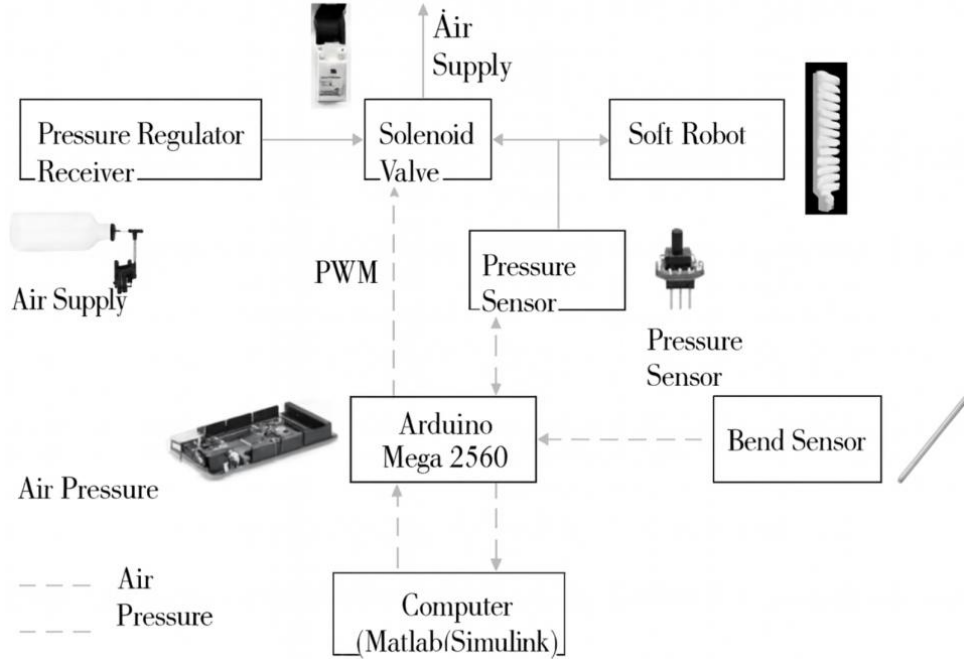 Air
Supply
Pressure Regulator
Receiver
Solenoid
Valve
Soft Robot
PWM
Pressure
Sensor
Air Supply
Pressure
Sensor
Arduino
Mega 2560
Bend Sensor
Air Pressure
Air
Pressure
Computer
(Matlab(Simulink)